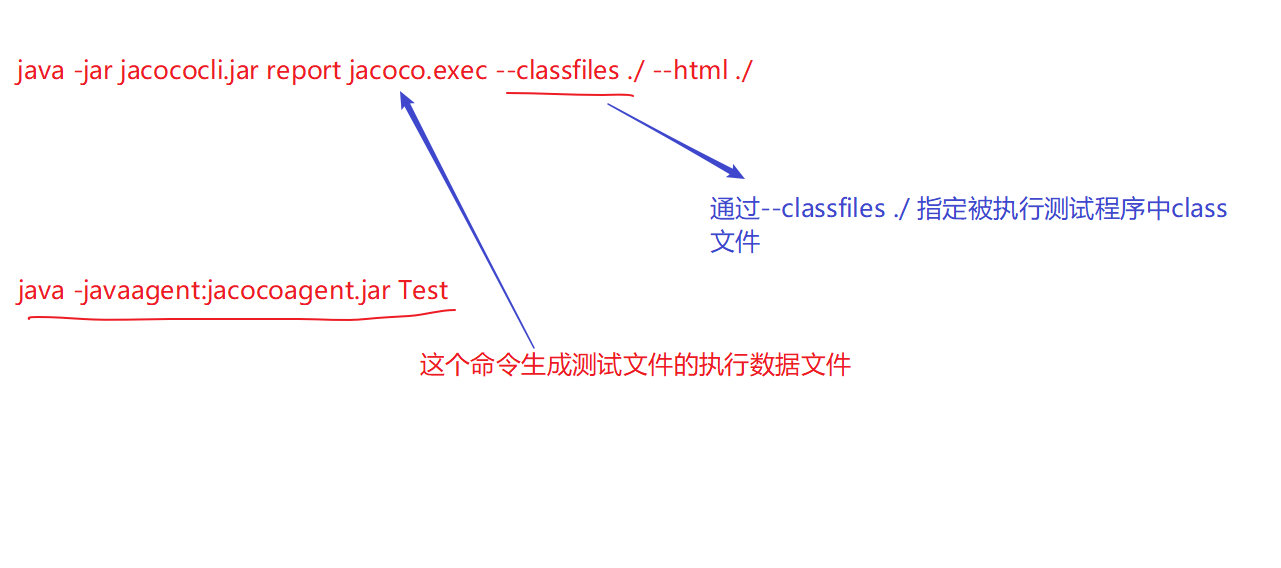 java -jar jacococli.jar report jacoco.exec --classfiles ./ --html ./
通过--classfiles ./ 指定被执行测试程序中class
文件
java -javaagent:jacocoagent.jar Test
这个命令生成测试文件的执行数据文件